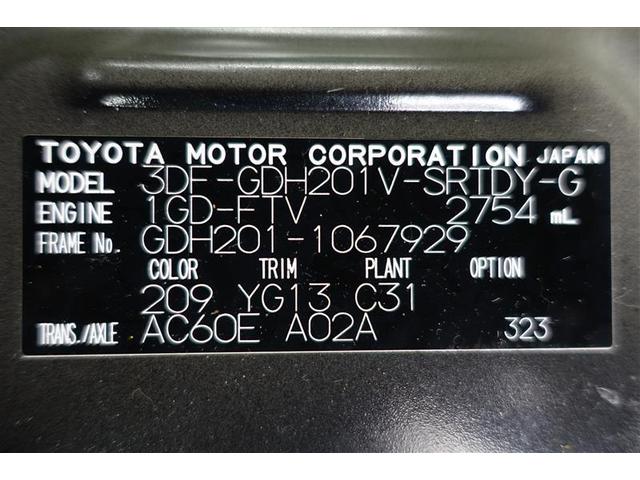 TOYOTA MOTOR CORPORATION JAPAN
MODEL 3DF-GDH201V-SRTDY-G
ENGINE 1GD-FTV 2754 mL
FRAME No. GDH201-1067929
COLOR TRIM PLANT OPTION
209 YG13 C31
TRANS./AXLE AC60E A02A 323